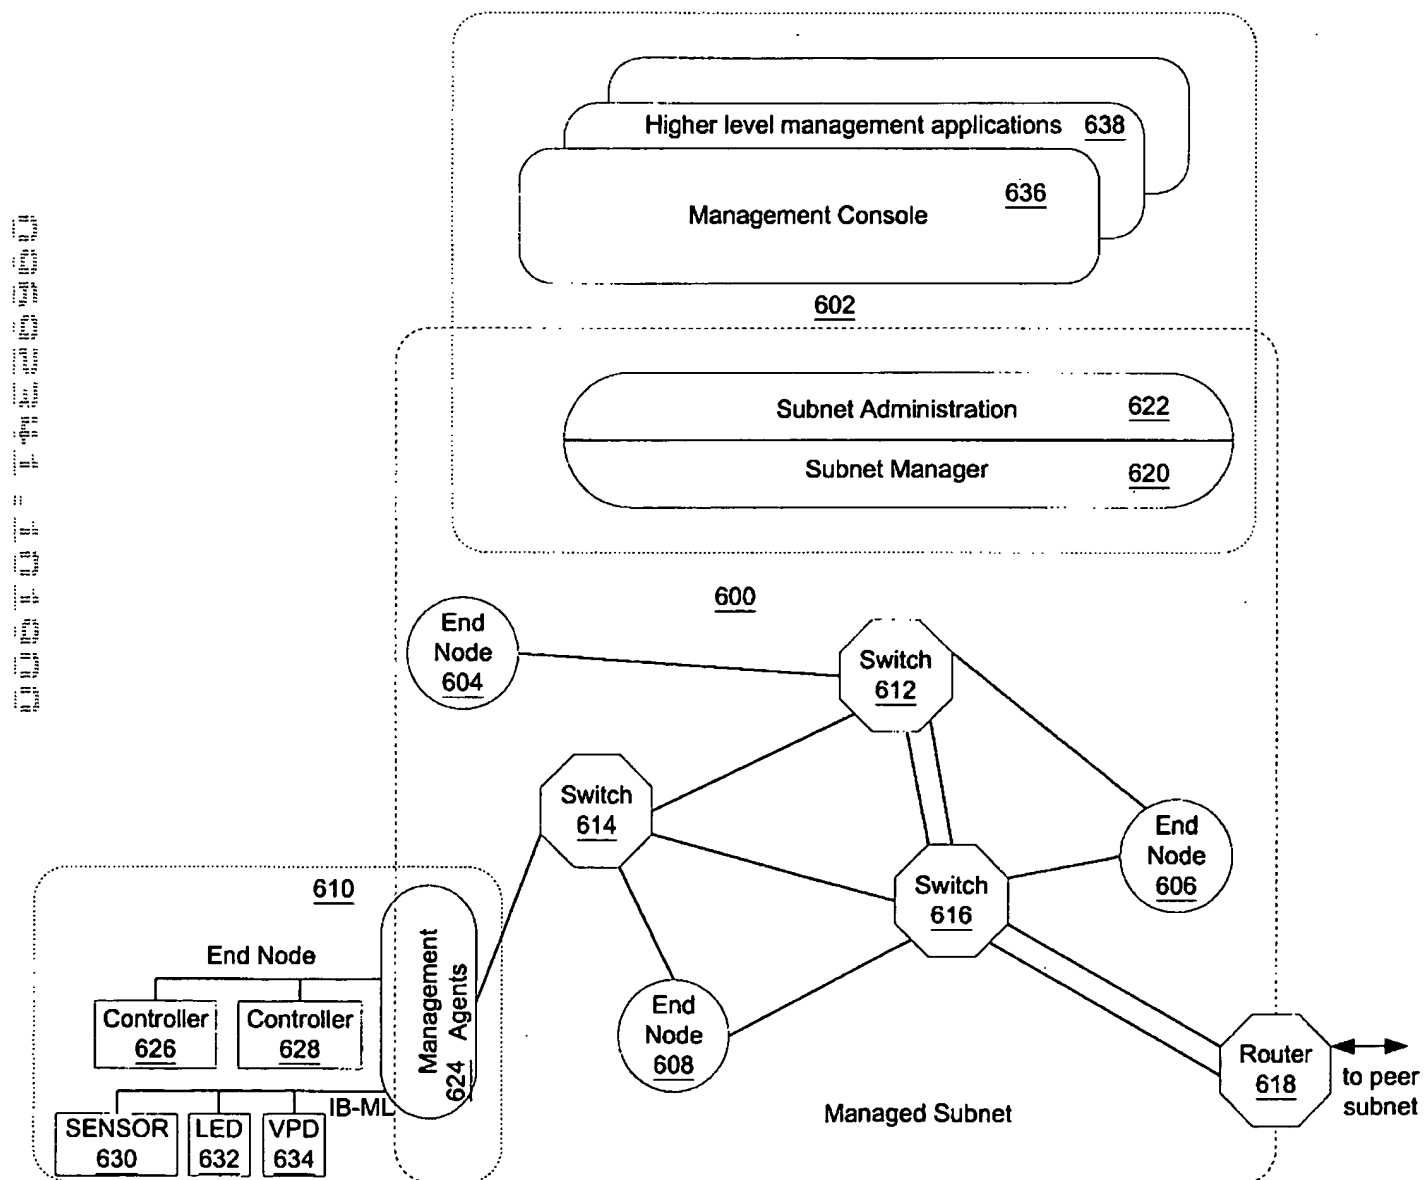 Higher level management applications 638
636
Management Console
602
Subnet Administration 622
Subnet Manager 620
600
End
Node
604
Switch
612
Switch
614
End
Node
606
Switch
616
610
End Node
Management
Agents
624
Controller
626
Controller
628
End
Node
608
Router
618
to peer
subnet
IB-ML
Managed Subnet
SENSOR
630
LED
632
VPD
634